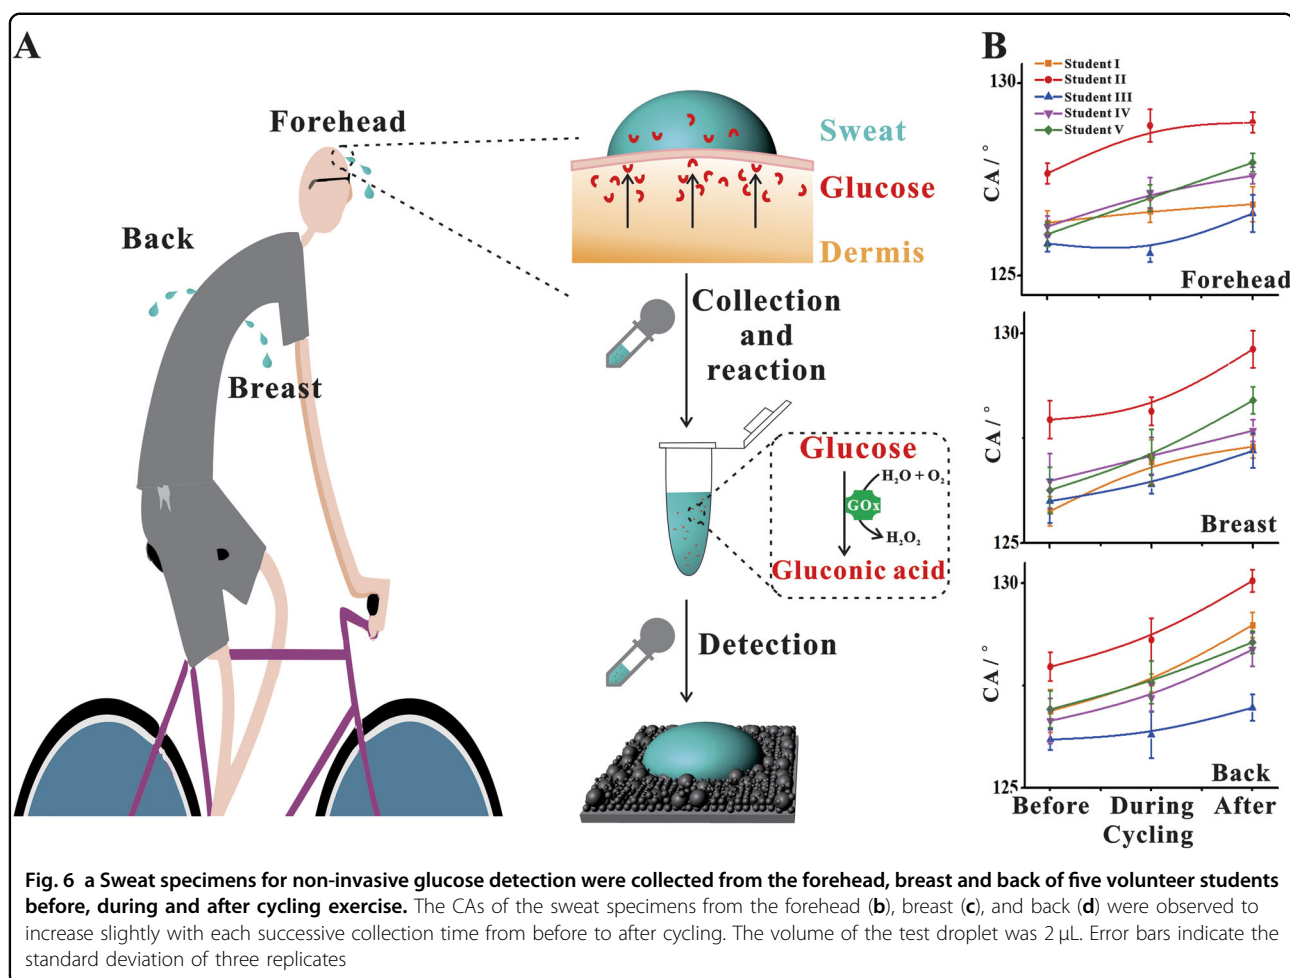 A
Forehead
Back
Breast
Sweat
Glucose
Dermis
Collection
and
reaction
Glucose
H₂O + O₂
GOx
H₂O₂
Gluconic acid
Detection
B
Student I
Student II
Student III
Student IV
Student V
130
CA / °
125
Forehead
130
CA / °
125
Breast
130
CA / °
125
Back
Before During After
Cycling
Fig. 6 a Sweat specimens for non-invasive glucose detection were collected from the forehead, breast and back of five volunteer students
before, during and after cycling exercise. The CAs of the sweat specimens from the forehead (b), breast (c), and back (d) were observed to
increase slightly with each successive collection time from before to after cycling. The volume of the test droplet was 2 μL. Error bars indicate the
standard deviation of three replicates